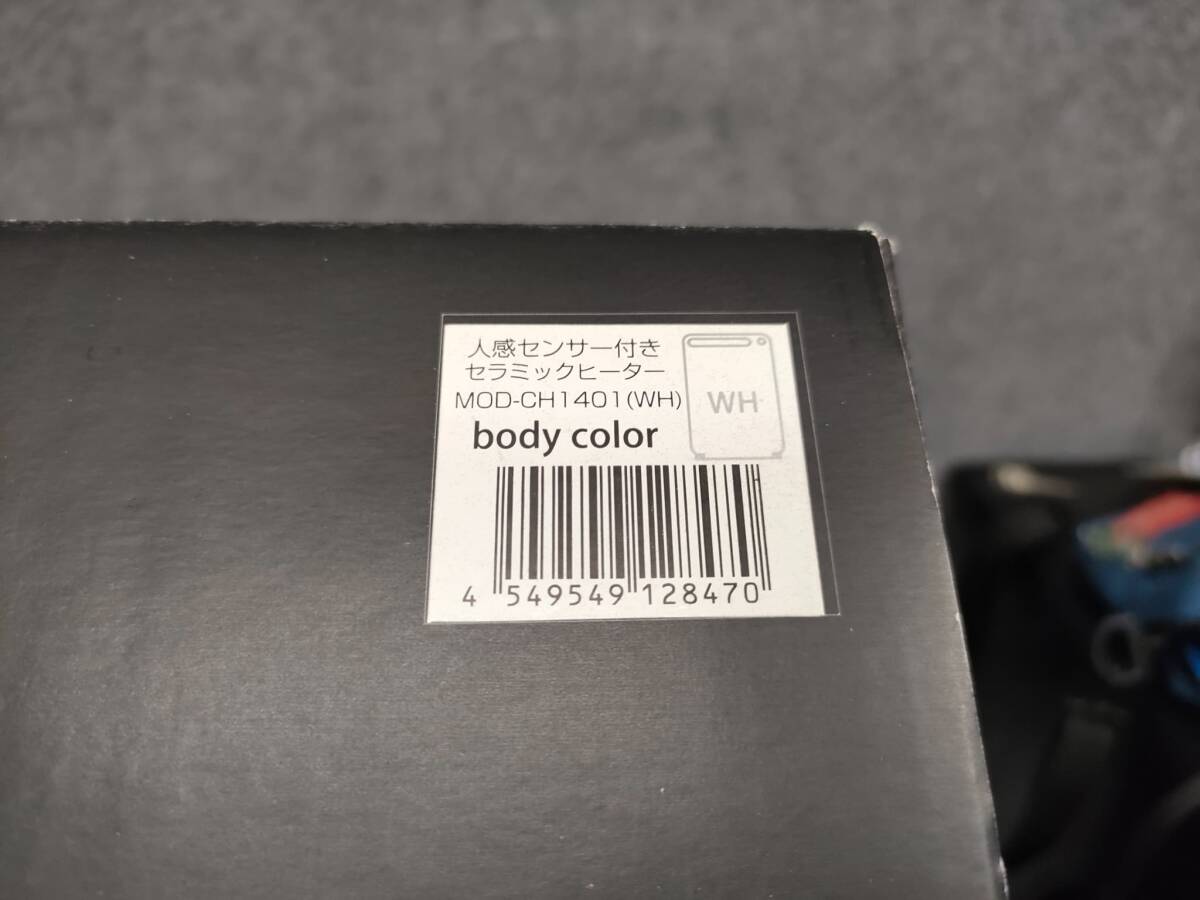 人感センサー付き
セラミックヒーター
MOD-CH1401(WH)
WH
body color
4 549549 128470